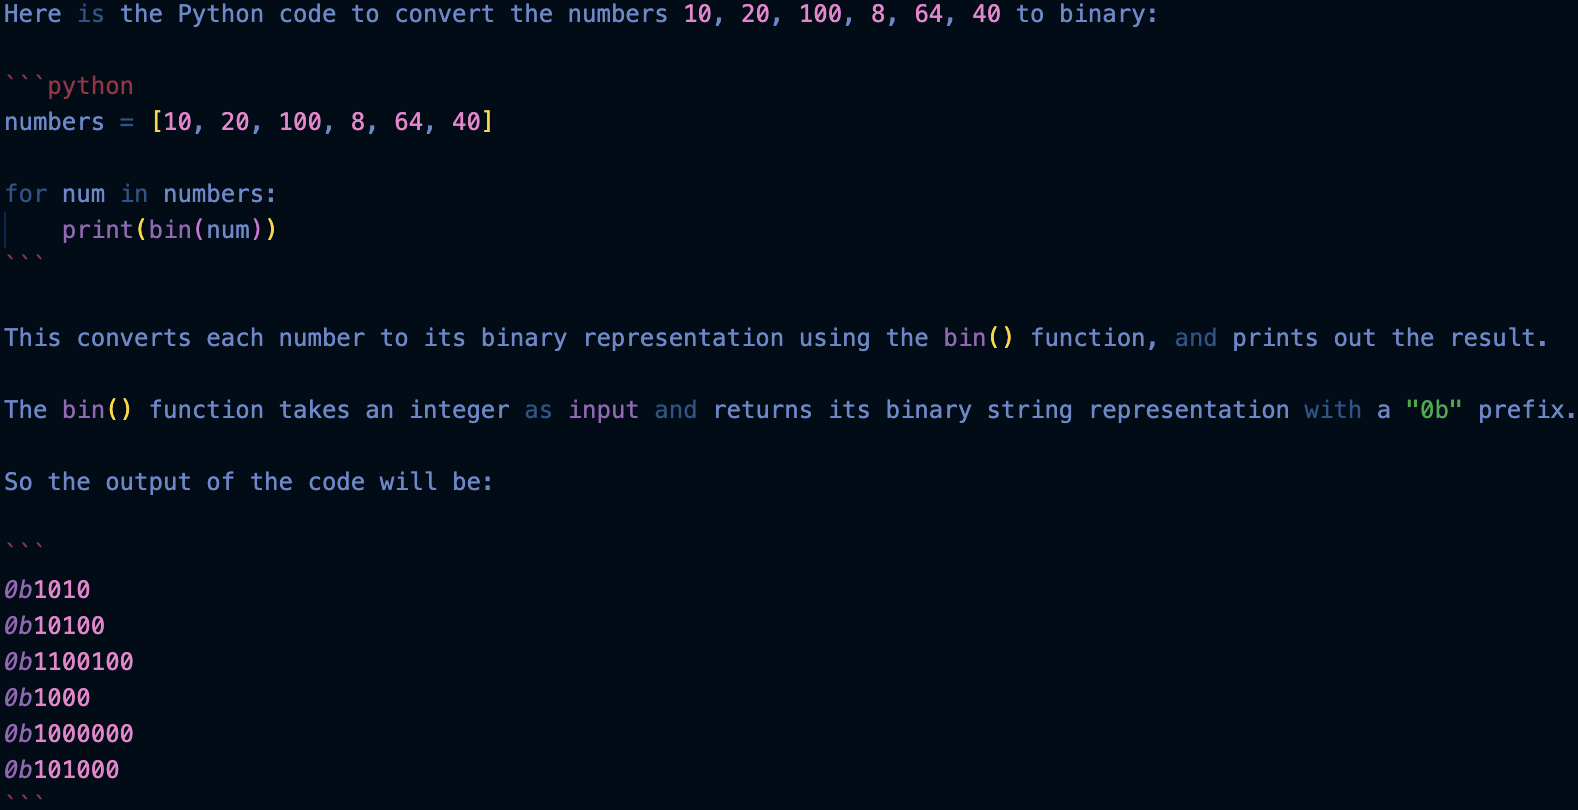 Here is the Python code to convert the numbers 10, 20, 100, 8, 64, 40 to binary:
```python
numbers = [10, 20, 100, 8, 64, 40]
for num in numbers:
    print(bin(num))
```
This converts each number to its binary representation using the bin() function, and prints out the result.
The bin() function takes an integer as input and returns its binary string representation with a "0b" prefix.
So the output of the code will be:
```
0b1010
0b10100
0b1100100
0b1000
0b1000000
0b101000
```